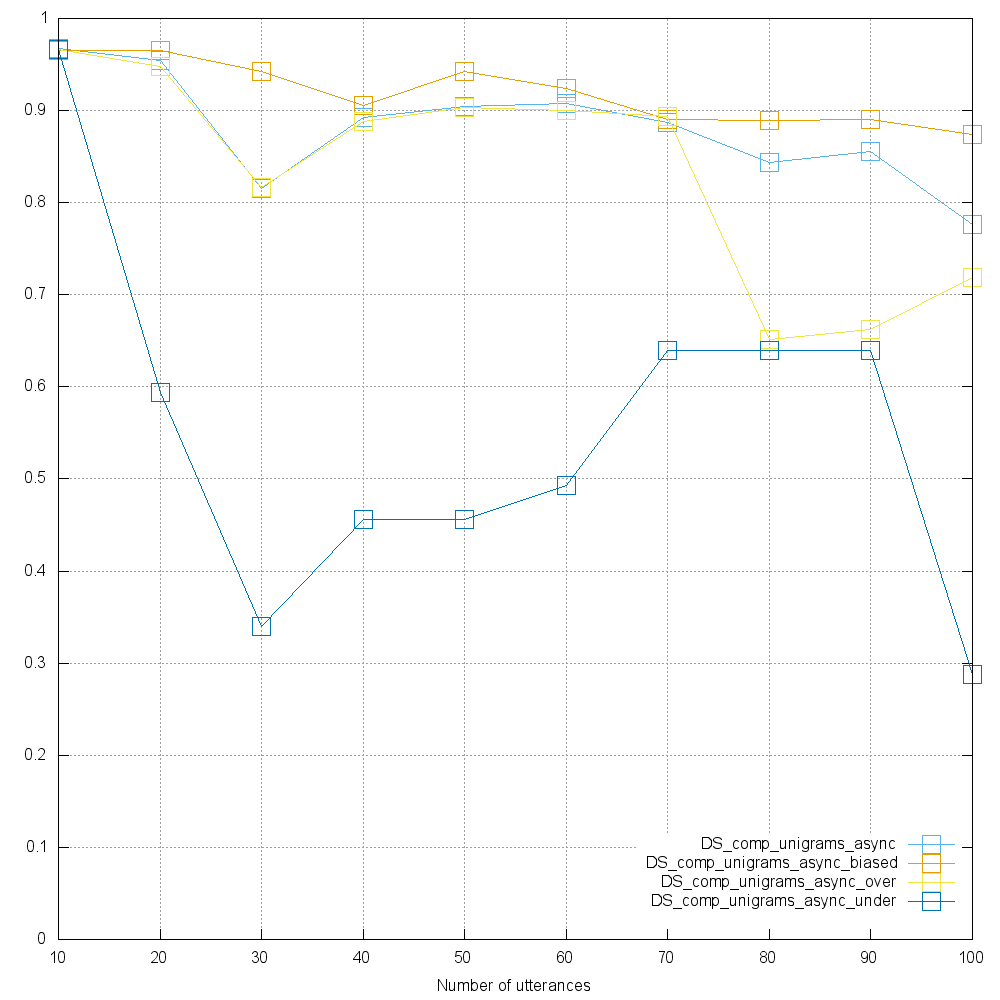 1
0.9
0.8
0.7
0.6
0.5
0.4
0.3
0.2
0.1
0
DS_comp_unigrams_async
DS_comp_unigrams_async_biased
DS_comp_unigrams_async_over
DS_comp_unigrams_async_under
10 20 30 40 50 60 70 80 90 100
Number of utterances